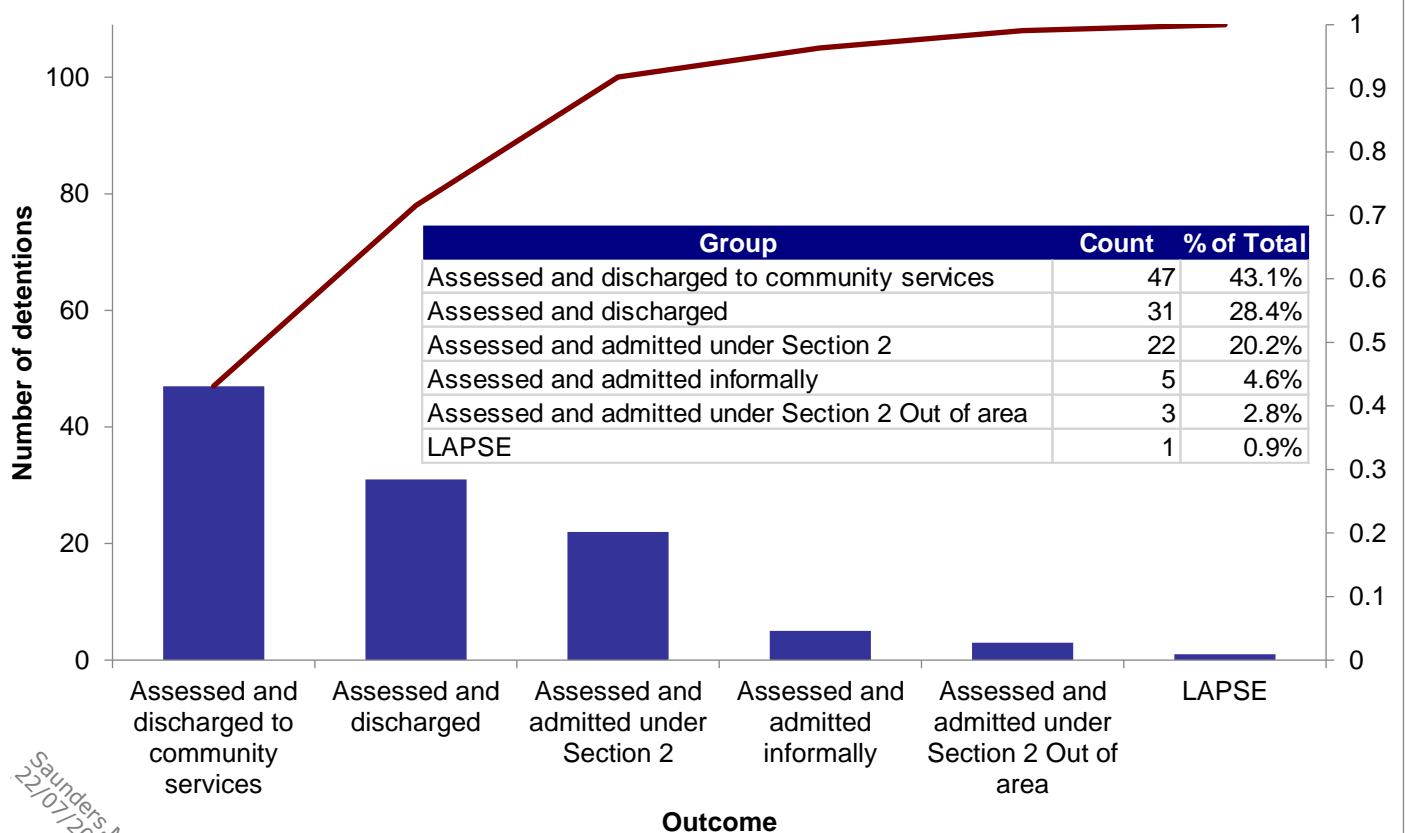 100
80
60
40
20
0
Number of detentions
1
0.9
0.8
0.7
0.6
0.5
0.4
0.3
0.2
0.1
0
Group Count % of Total
Assessed and discharged to community services 47 43.1%
Assessed and discharged 31 28.4%
Assessed and admitted under Section 2 22 20.2%
Assessed and admitted informally 5 4.6%
Assessed and admitted under Section 2 Out of area 3 2.8%
LAPSE 1 0.9%
Assessed and
discharged to
community
services
Assessed and
discharged
Assessed and
admitted under
Section 2
Assessed and
admitted
informally
Assessed and
admitted under
Section 2 Out of
area
LAPSE
Outcome
Saunders
22/07/20